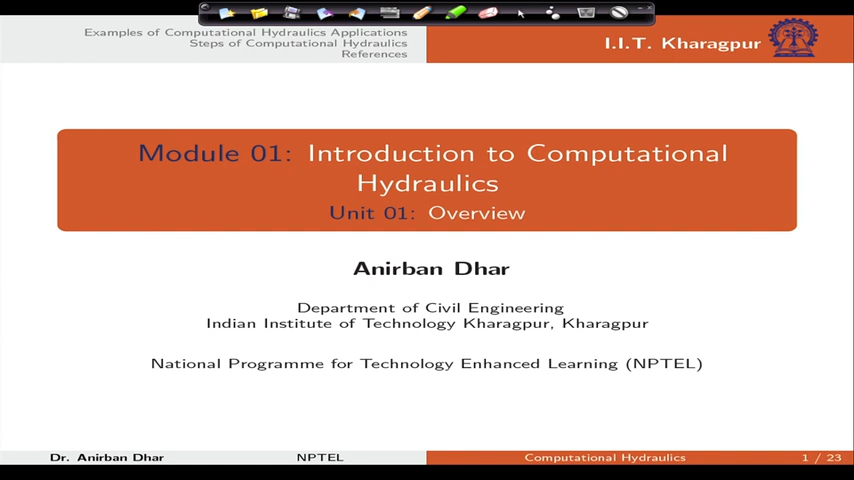 Examples of Computational Hydraulics Applications
Steps of Computational Hydraulics
References
I.I.T. Kharagpur
Module 01: Introduction to Computational
Hydraulics
Unit 01: Overview
Anirban Dhar
Department of Civil Engineering
Indian Institute of Technology Kharagpur, Kharagpur
National Programme for Technology Enhanced Learning (NPTEL)
Dr. Anirban Dhar NPTEL Computational Hydraulics 1 / 23